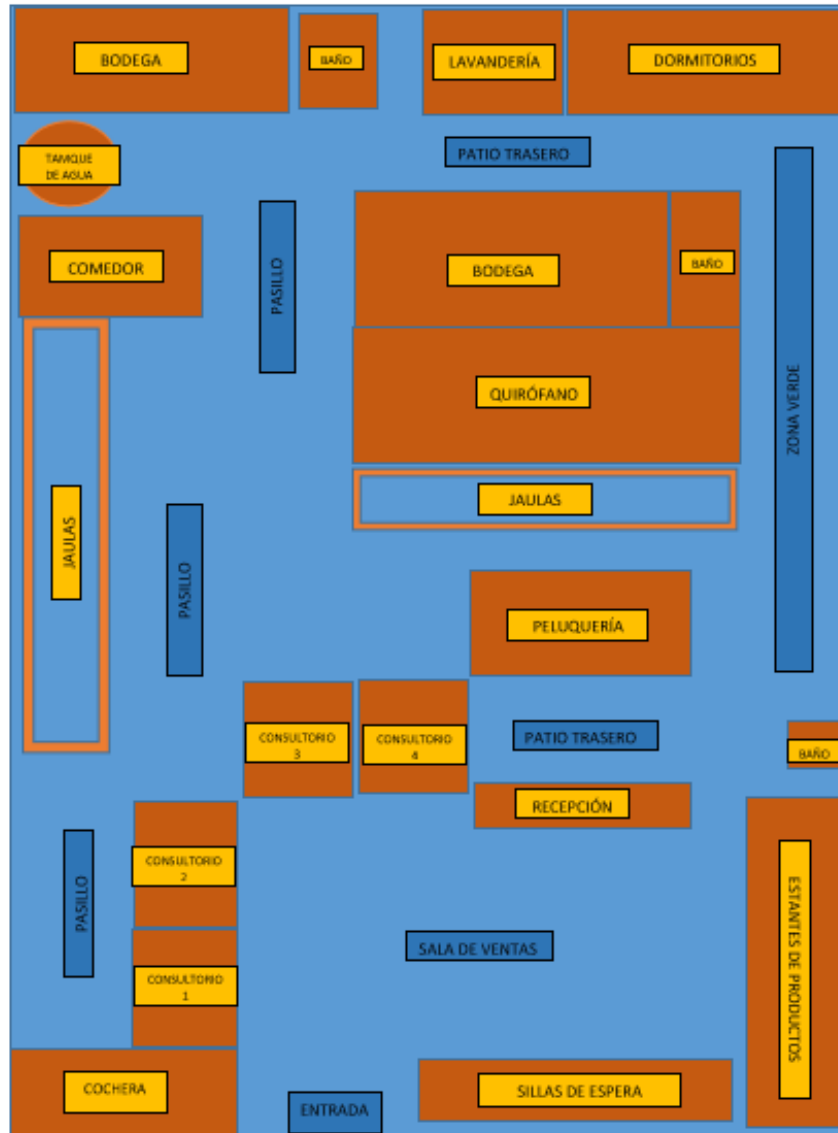 BODEGA
BAÑO
LAVANDERÍA
DORMITORIOS
PATIO TRASERO
TAMQUE
DE AGUA
COMEDOR
PASILLO
BODEGA
BAÑO
ZONA VERDE
QUIRÓFANO
JAULAS
JAULAS
PASILLO
PELUQUERÍA
CONSULTORIO
3
CONSULTORIO
4
PATIO TRASERO
BAÑO
RECEPCIÓN
CONSULTORIO
2
PASILLO
SALA DE VENTAS
ESTANTES DE PRODUCTOS
CONSULTORIO
1
COCHERA
ENTRADA
SILLAS DE ESPERA